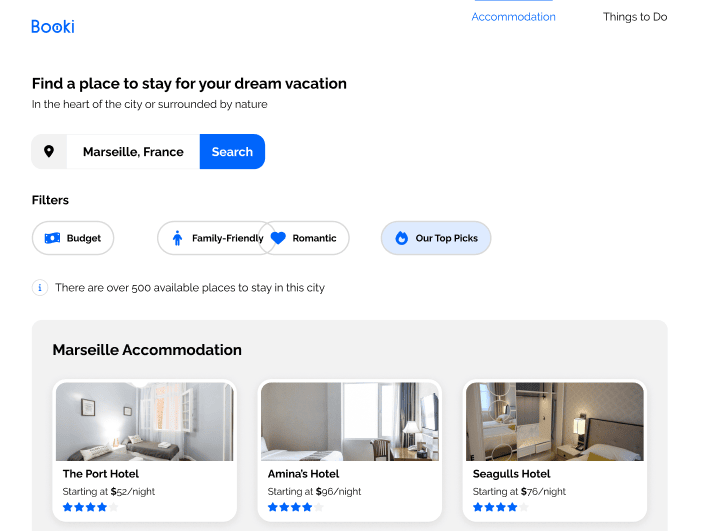 Booki
Accommodation Things to Do
Find a place to stay for your dream vacation
In the heart of the city or surrounded by nature
Marseille, France Search
Filters
Budget Family-Friendly Romantic Our Top Picks
i There are over 500 available places to stay in this city
Marseille Accommodation
The Port Hotel Amina's Hotel Seagulls Hotel
Starting at $52/night Starting at $96/night Starting at $76/night